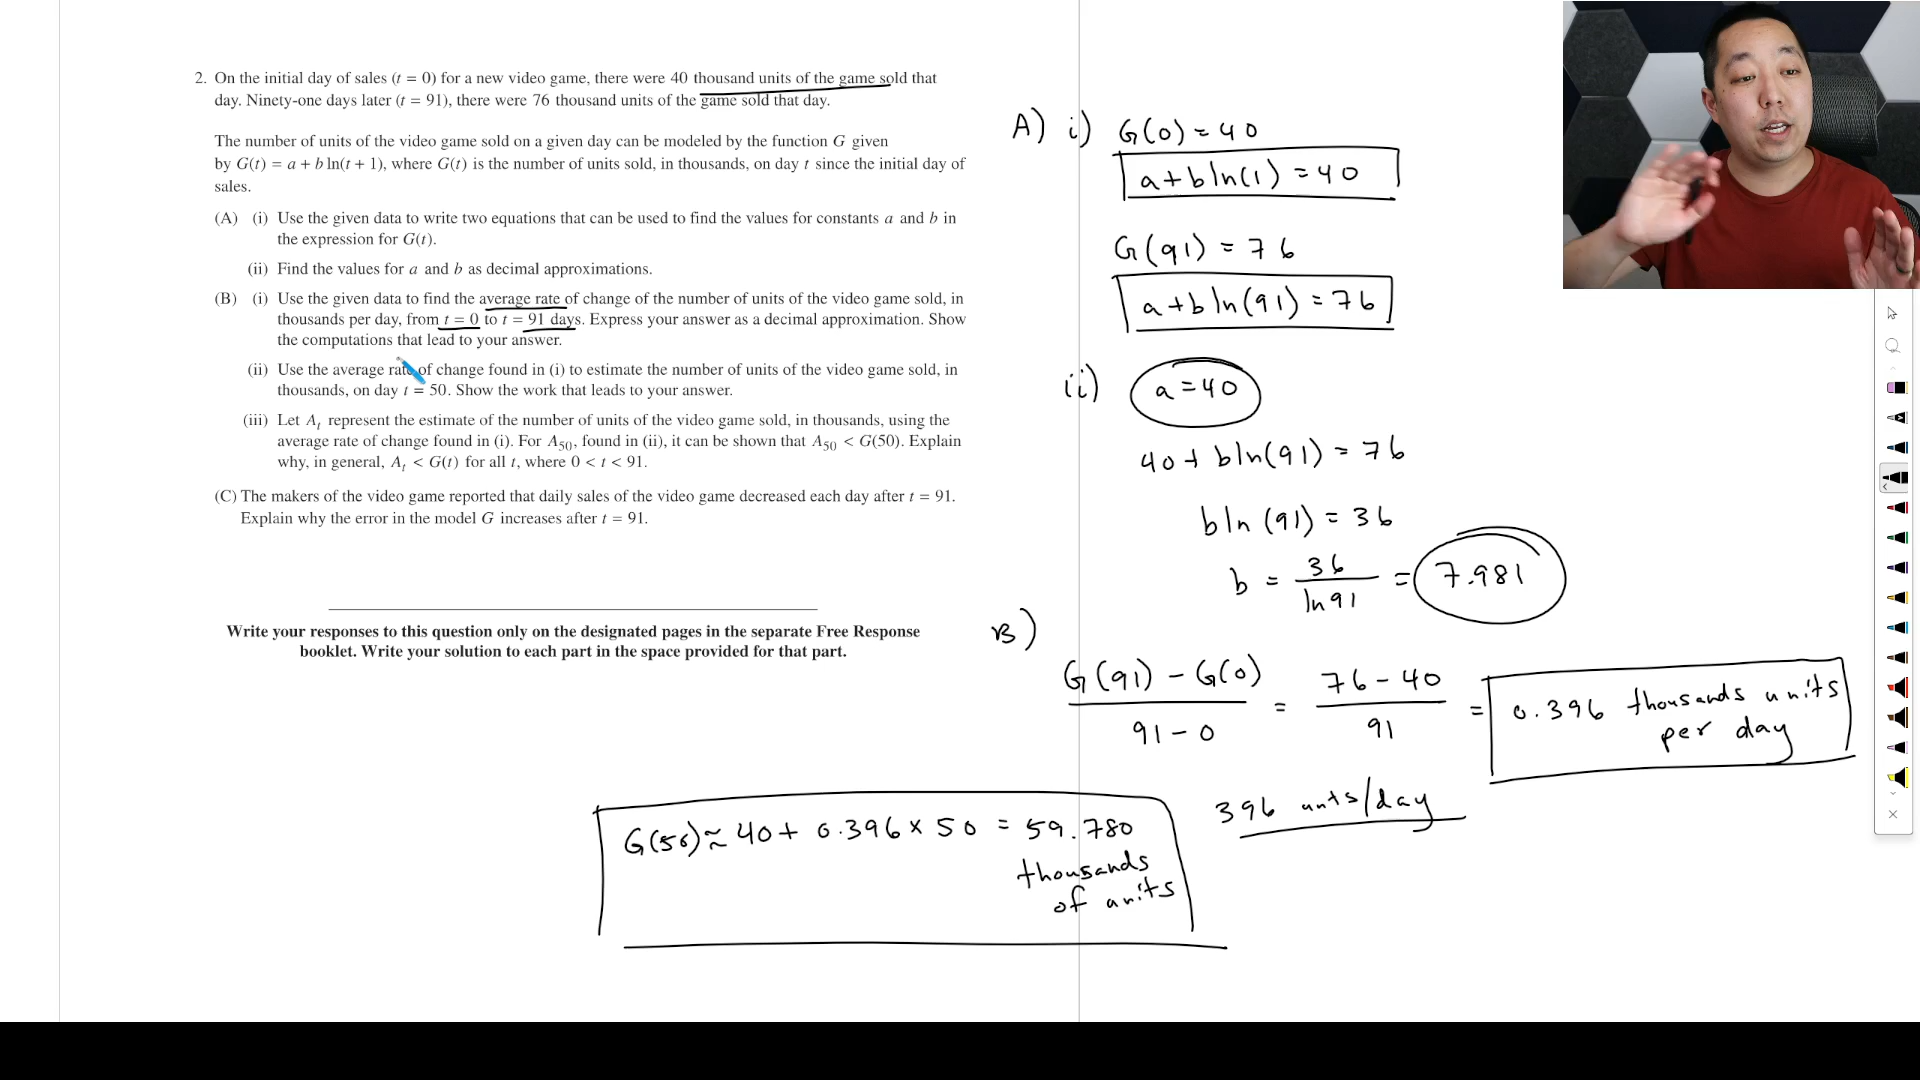 2. On the initial day of sales (t = 0) for a new video game, there were 40 thousand units of the game sold that
day. Ninety-one days later (t = 91), there were 76 thousand units of the game sold that day.
The number of units of the video game sold on a given day can be modeled by the function G given
by G(t) = a + b ln(t + 1), where G(t) is the number of units sold, in thousands, on day t since the initial day of
sales.
(A) (i) Use the given data to write two equations that can be used to find the values for constants a and b in
the expression for G(t).
(ii) Find the values for a and b as decimal approximations.
(B) (i) Use the given data to find the average rate of change of the number of units of the video game sold, in
thousands per day, from t = 0 to t = 91 days. Express your answer as a decimal approximation. Show
the computations that lead to your answer.
(ii) Use the average rate of change found in (i) to estimate the number of units of the video game sold, in
thousands, on day t = 50. Show the work that leads to your answer.
(iii) Let Aₜ represent the estimate of the number of units of the video game sold, in thousands, using the
average rate of change found in (i). For A₅₀, found in (ii), it can be shown that A₅₀ < G(50). Explain
why, in general, Aₜ < G(t) for all t, where 0 < t < 91.
(C) The makers of the video game reported that daily sales of the video game decreased each day after t = 91.
Explain why the error in the model G increases after t = 91.
Write your responses to this question only on the designated pages in the separate Free Response
booklet. Write your solution to each part in the space provided for that part.
A) i) G(0) = 40
a + b ln(1) = 40
G(91) = 76
a + b ln(91) = 76
ii) a = 40
40 + b ln(91) = 76
b ln (91) = 36
b = 36 / ln 91 = 7.981
B)
G(91) - G(0) / 91 - 0 = 76 - 40 / 91 = 0.396 thousands units
per day
396 units/day
G(50) ≈ 40 + 0.396 × 50 = 59.780
thousands
of units